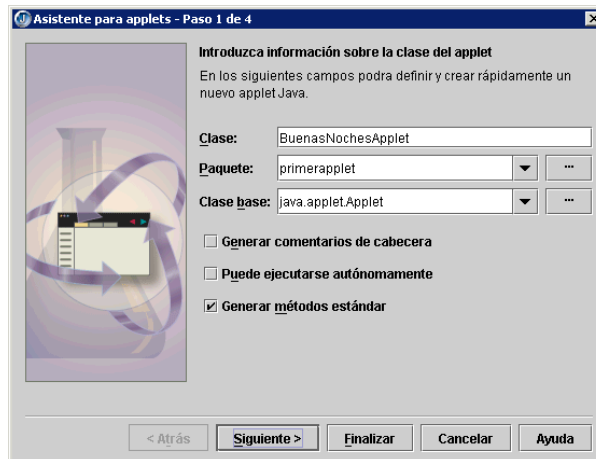 Asistente para applets - Paso 1 de 4
Introduzca información sobre la clase del applet
En los siguientes campos podra definir y crear rápidamente un
nuevo applet Java.
Clase: BuenasNochesApplet
Paquete: primerapplet ...
Clase base: java.applet.Applet ...
Generar comentarios de cabecera
Puede ejecutarse autónomamente
Generar métodos estándar
< Atrás Siguiente > Finalizar Cancelar Ayuda